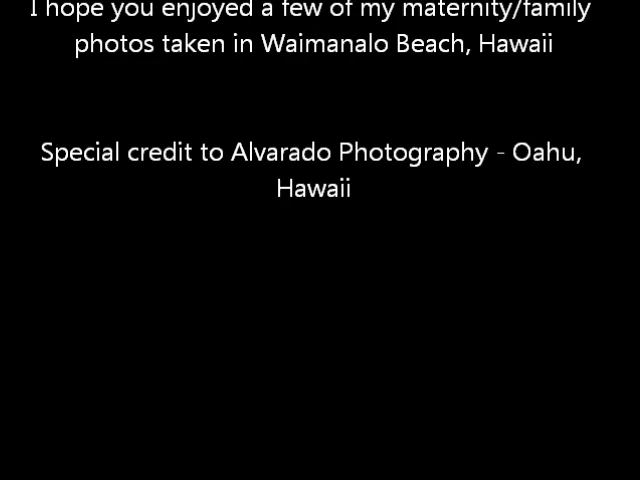 I hope you enjoyed a few of my maternity/family
photos taken in Waimanalo Beach, Hawaii
Special credit to Alvarado Photography - Oahu,
Hawaii